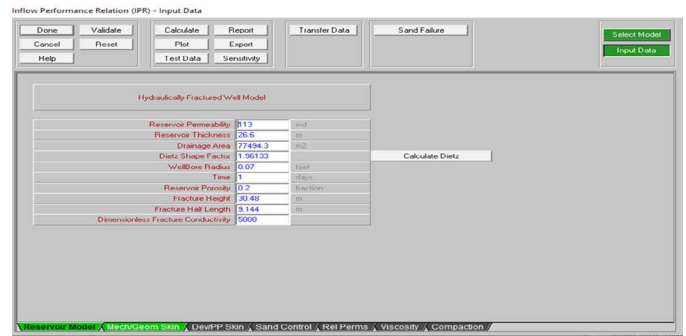 Inflow Performance Relation (IPR) - Input Data
Done Validate Calculate Report Transfer Data Sand Failure Select Model
Cancel Reset Plot Export Input Data
Help Test Data Sensitivity
Hydraulically Fractured Well Model
Reservoir Permeability 113 md
Reservoir Thickness 26.6 m
Drainage Area 77494.3 m2
Dietz Shape Factor 1.96133 Calculate Dietz
WellBore Radius 0.07 feet
Time 1 days
Reservoir Porosity 0.2 fraction
Fracture Height 30.48 m
Fracture Half Length 9.144 m
Dimensionless Fracture Conductivity 5000
Reservoir Model Mech/Geom Skin Dev/PP Skin Sand Control Rel Perms Viscosity Compaction